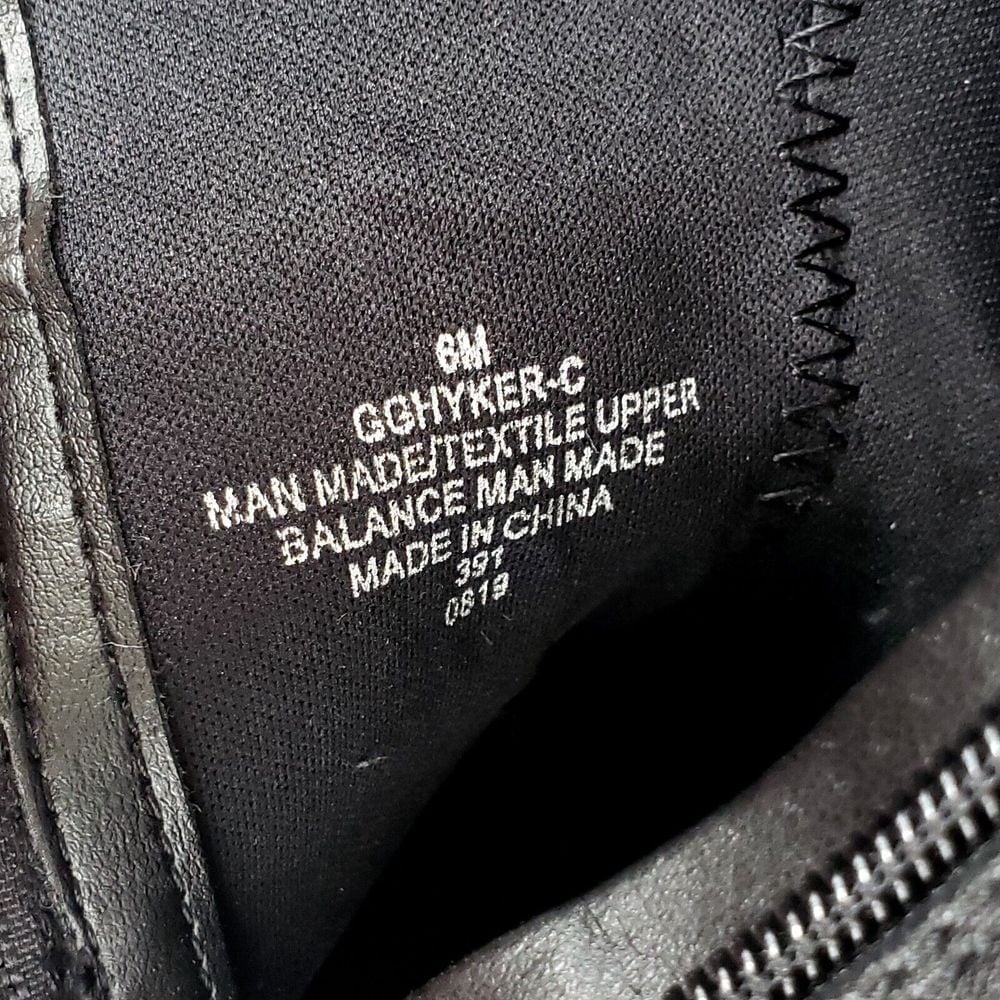 6M
GGHYKER-C
MAN MADE/TEXTILE UPPER
BALANCE MAN MADE
MADE IN CHINA
391
0819